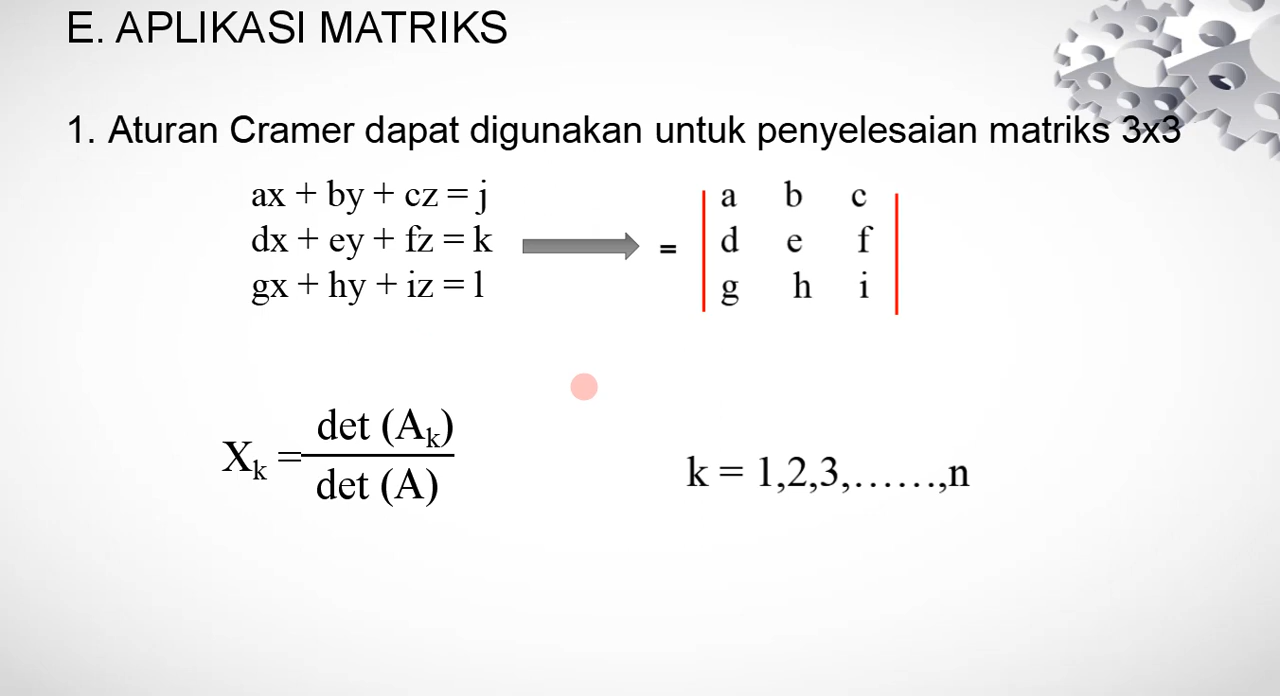 E. APLIKASI MATRIKS
1. Aturan Cramer dapat digunakan untuk penyelesaian matriks 3x3
ax + by + cz = j
dx + ey + fz = k
gx + hy + iz = l
=
a b c
d e f
g h i
Xk = det (Ak)
det (A)
k = 1,2,3,……,n